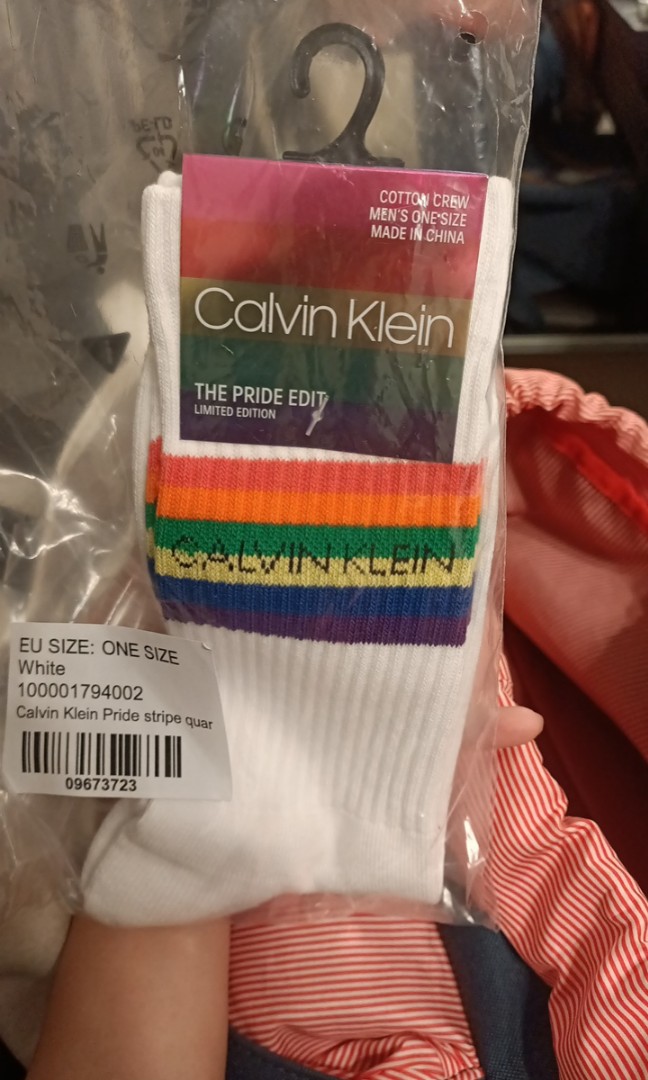 COTTON CREW
MEN'S ONE SIZE
MADE IN CHINA
Calvin Klein
THE PRIDE EDIT
LIMITED EDITION
CALVIN KLEIN
EU SIZE: ONE SIZE
White
100001794002
Calvin Klein Pride stripe quar
09673723